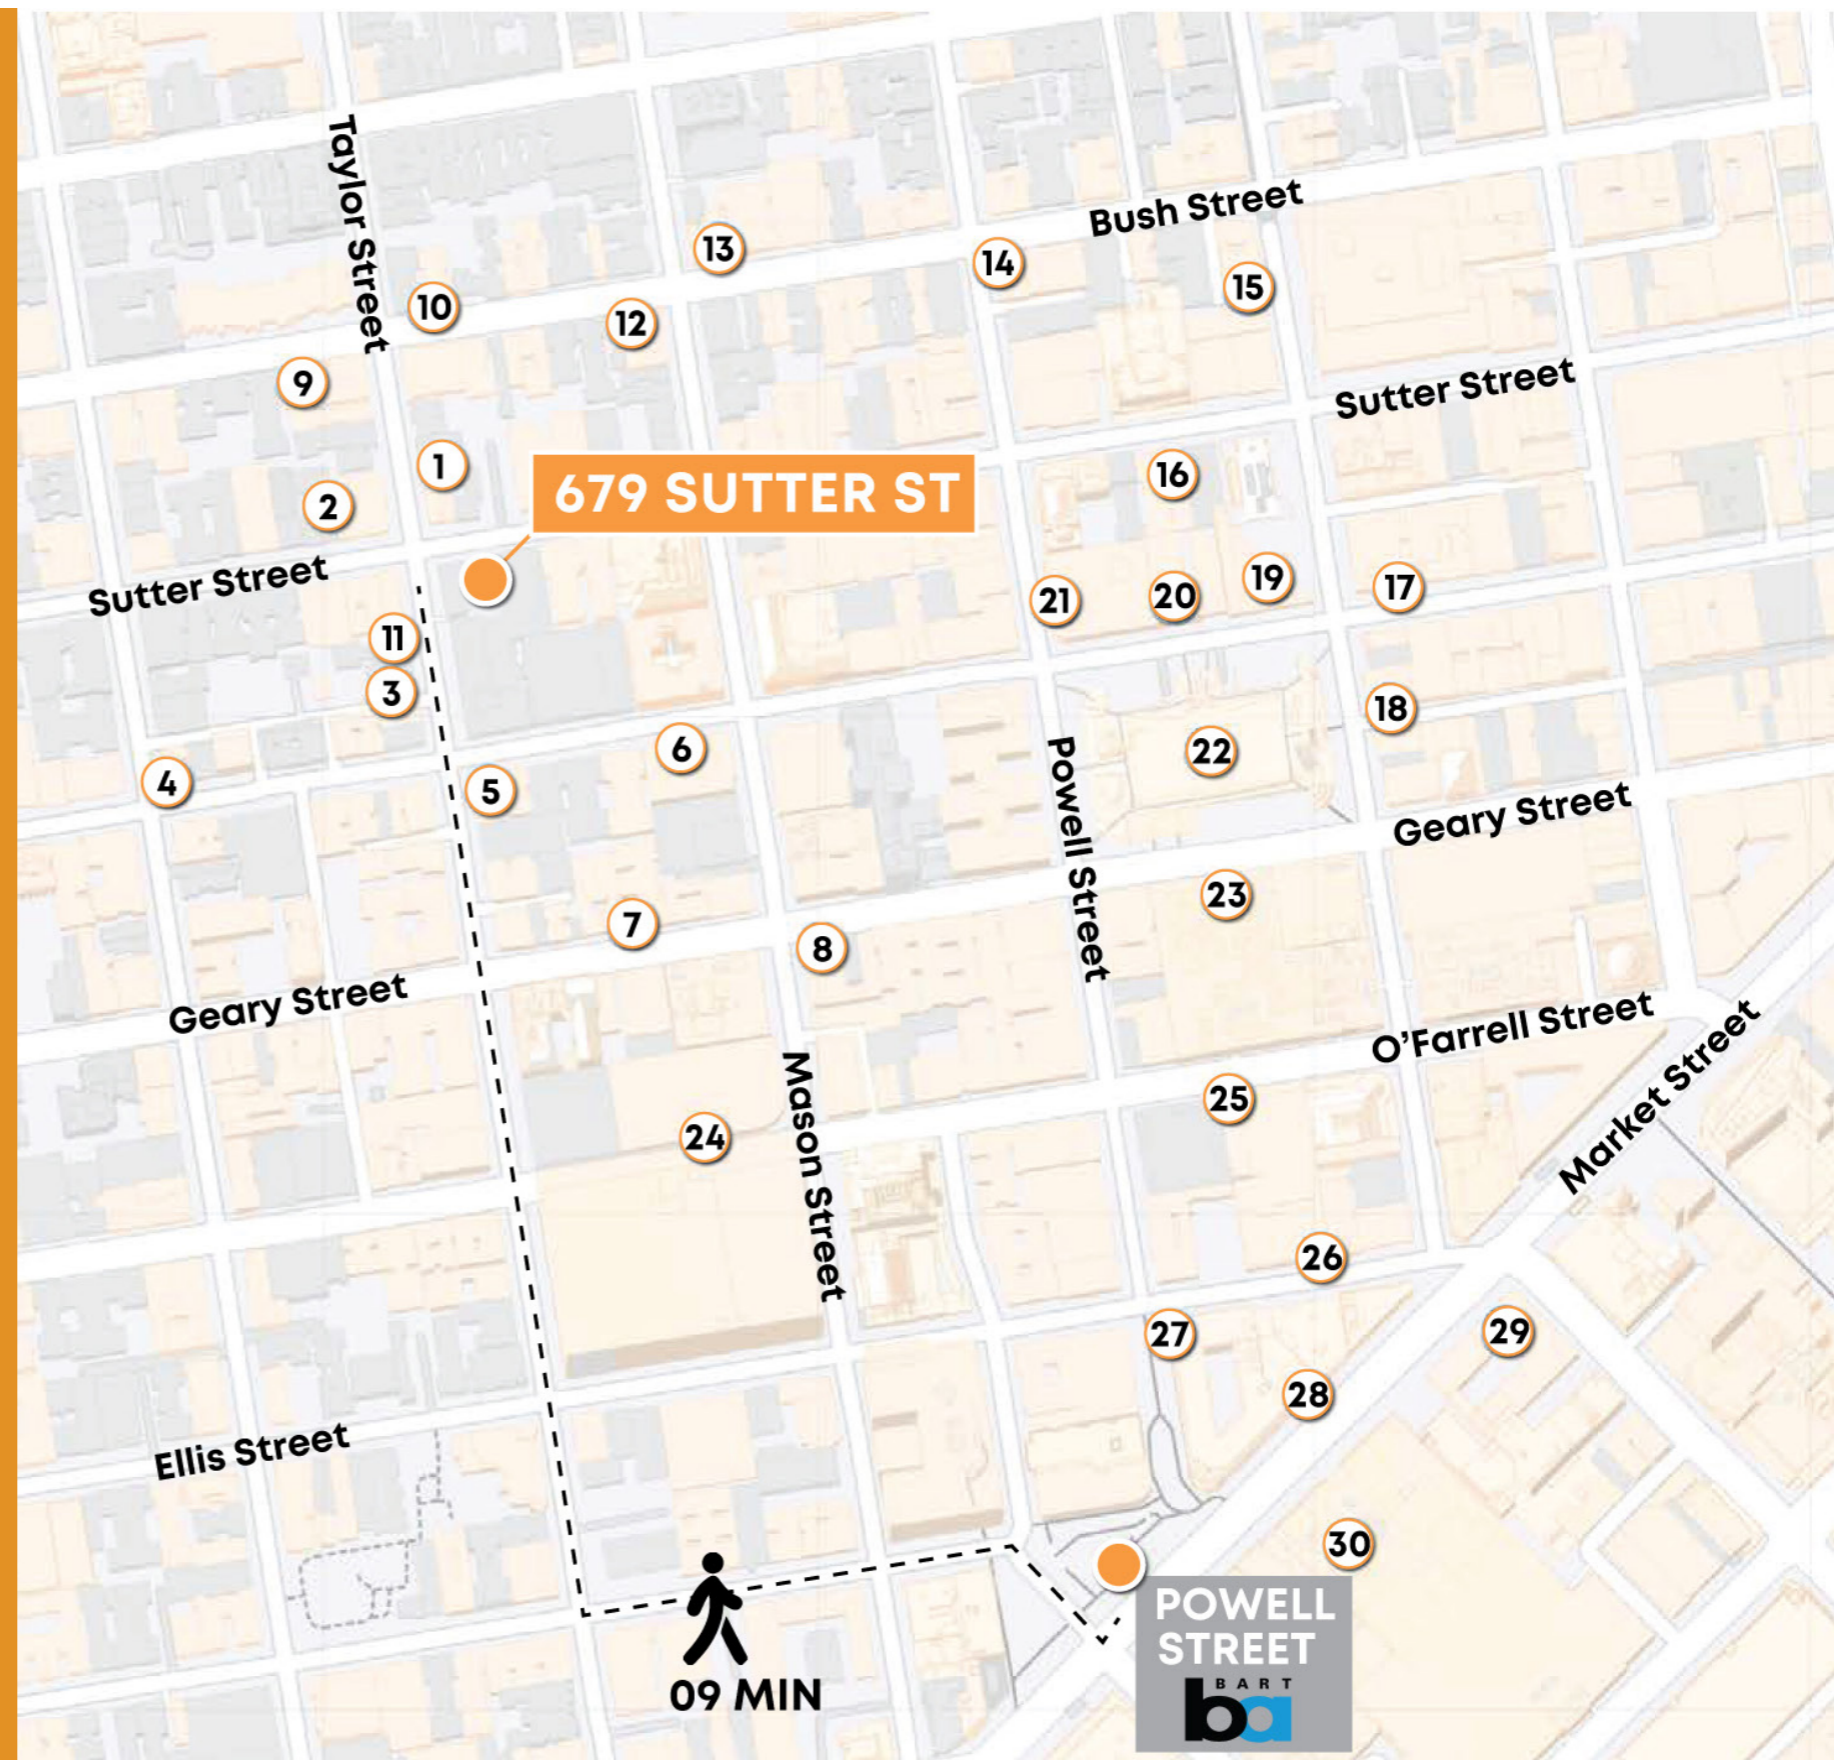 Taylor Street
Bush Street
13
14
15
10
12
9
Sutter Street
1
679 SUTTER ST
16
2
Sutter Street
21
20
19
17
11
3
18
4
5
6
Powell Street
22
Geary Street
23
7
8
Geary Street
O'Farrell Street
Market Street
Mason Street
25
24
26
27
29
28
Ellis Street
30
POWELL
STREET
BART
ba
09 MIN